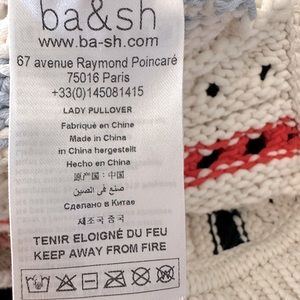 ba&sh
www.ba-sh.com
67 avenue Raymond Poincaré
75016 Paris
+33(0)145081415
LADY PULLOVER
Fabriqué en Chine
Made in China
in China hergestellt
Hecho en China
原产国：中国
صنع في الصين
Сделано в Китае
제조국 중국
TENIR ELOIGNÉ DU FEU
KEEP AWAY FROM FIRE